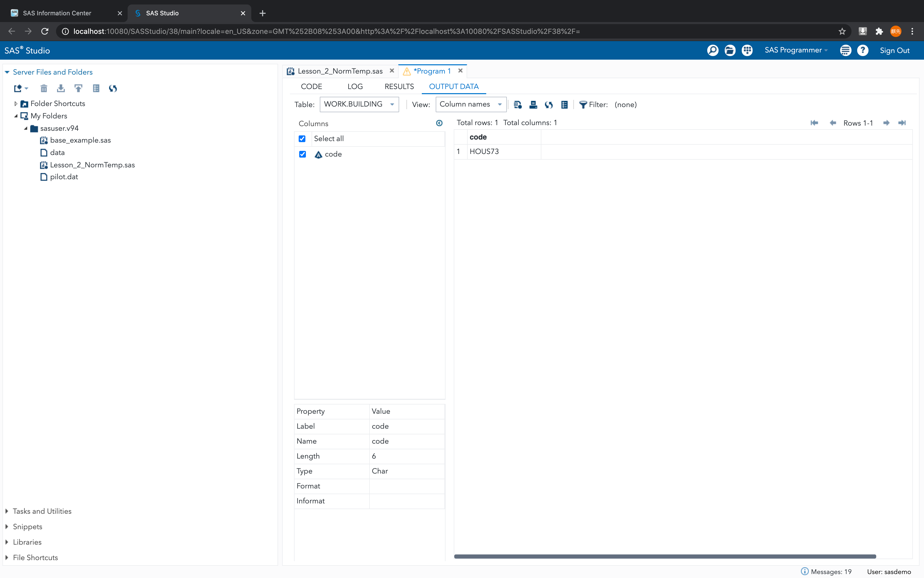 SAS Information Center
SAS Studio
localhost:10080/SASStudio/38/main?locale=en_US&zone=GMT%252B08%253A00&http%3A%2F%2Flocalhost%3A10080%2FSASStudio%2F38%2F=
SAS® Studio
SAS Programmer
Sign Out
Server Files and Folders
Folder Shortcuts
My Folders
sasuser.v94
base_example.sas
data
Lesson_2_NormTemp.sas
pilot.dat
Tasks and Utilities
Snippets
Libraries
File Shortcuts
Lesson_2_NormTemp.sas
*Program 1
CODE LOG RESULTS OUTPUT DATA
Table: WORK.BUILDING View: Column names Filter: (none)
Columns
Select all
code
Property Value
Label code
Name code
Length 6
Type Char
Format
Informat
Total rows: 1 Total columns: 1 Rows 1-1
code
1 HOUS73
Messages: 19 User: sasdemo